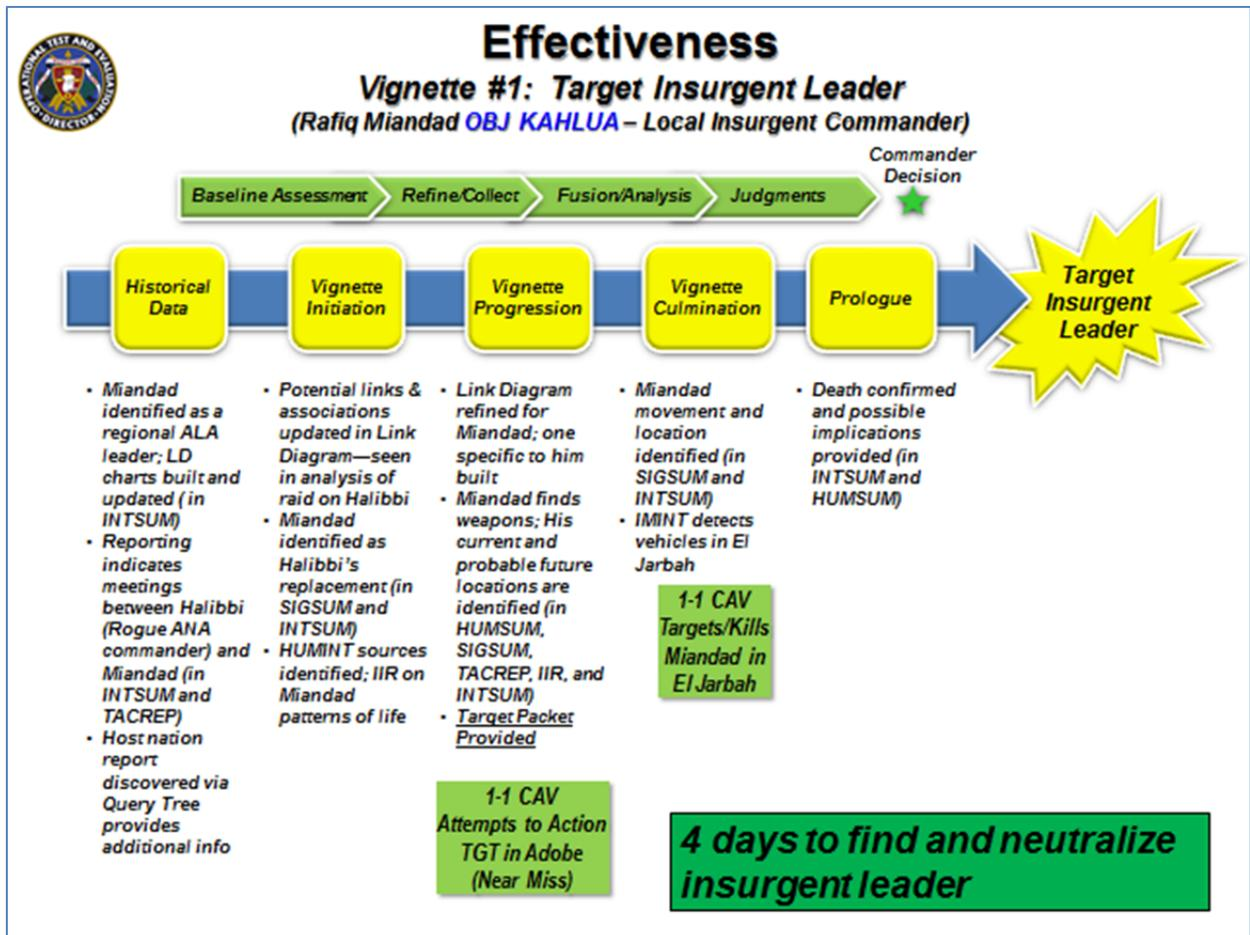 OPERATIONAL TEST AND EVALUATION
DIRECTOR
Effectiveness
Vignette #1: Target Insurgent Leader
(Rafiq Miandad OBJ KAHLUA – Local Insurgent Commander)
Commander
Decision
Baseline Assessment
Refine/Collect
Fusion/Analysis
Judgments
Historical
Data
Vignette
Initiation
Vignette
Progression
Vignette
Culmination
Prologue
Target
Insurgent
Leader
• Miandad
identified as a
regional ALA
leader; LD
charts built and
updated ( in
INTSUM)
• Reporting
indicates
meetings
between Halibbi
(Rogue ANA
commander) and
Miandad (in
INTSUM and
TACREP)
• Host nation
report
discovered via
Query Tree
provides
additional info
• Potential links &
associations
updated in Link
Diagram—seen
in analysis of
raid on Halibbi
• Miandad
identified as
Halibbi's
replacement (in
SIGSUM and
INTSUM)
• HUMINT sources
identified; IIR on
Miandad
patterns of life
• Link Diagram
refined for
Miandad; one
specific to him
built
• Miandad finds
weapons; His
current and
probable future
locations are
identified (in
HUMSUM,
SIGSUM,
TACREP, IIR, and
INTSUM)
• Target Packet
Provided
1-1 CAV
Attempts to Action
TGT in Adobe
(Near Miss)
• Miandad
movement and
location
identified (in
SIGSUM and
INTSUM)
• IMINT detects
vehicles in El
Jarbah
1-1 CAV
Targets/Kills
Miandad in
El Jarbah
• Death confirmed
and possible
implications
provided (in
INTSUM and
HUMSUM)
4 days to find and neutralize
insurgent leader